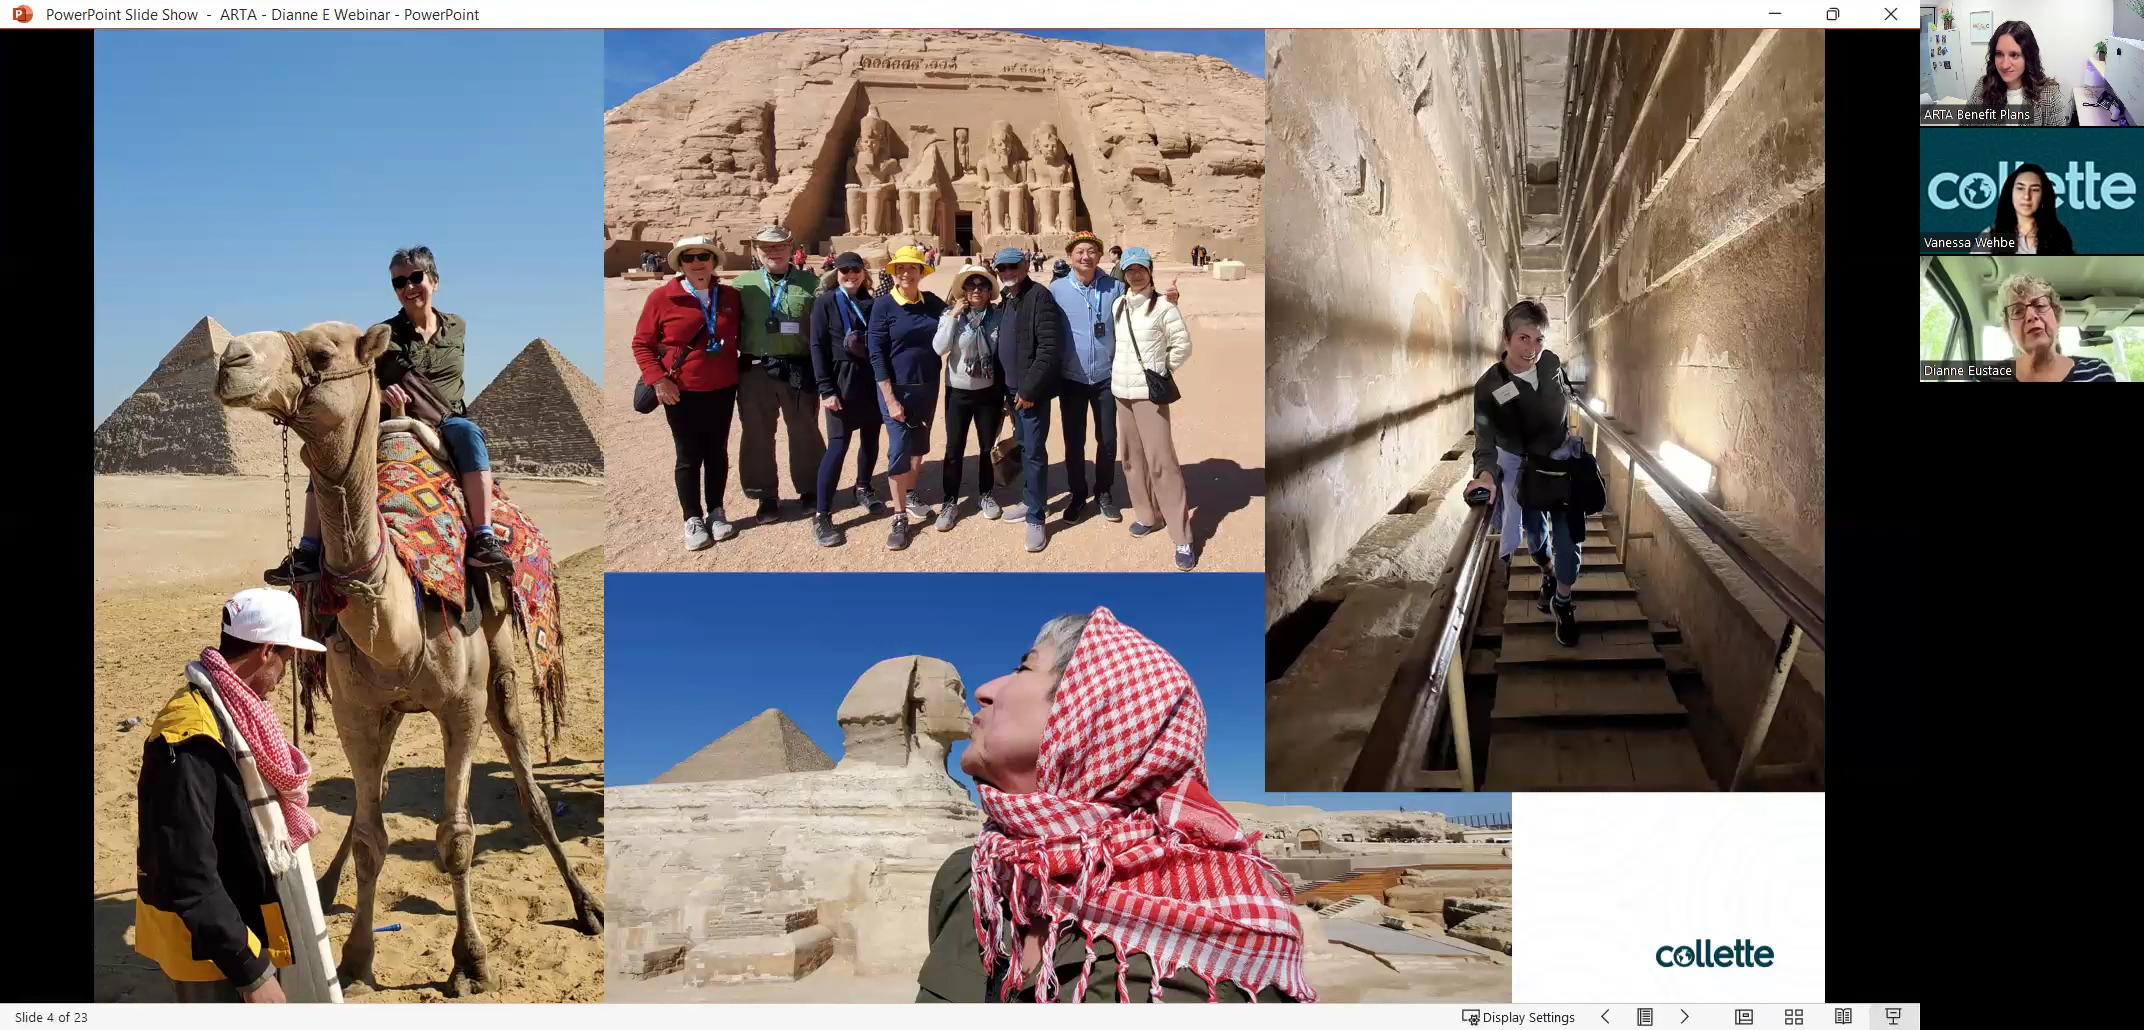 PowerPoint Slide Show - ARTA - Dianne E Webinar - PowerPoint
ARTA Benefit Plans
collette
Vanessa Wehbe
Dianne Eustace
collette
Slide 4 of 23
Display Settings